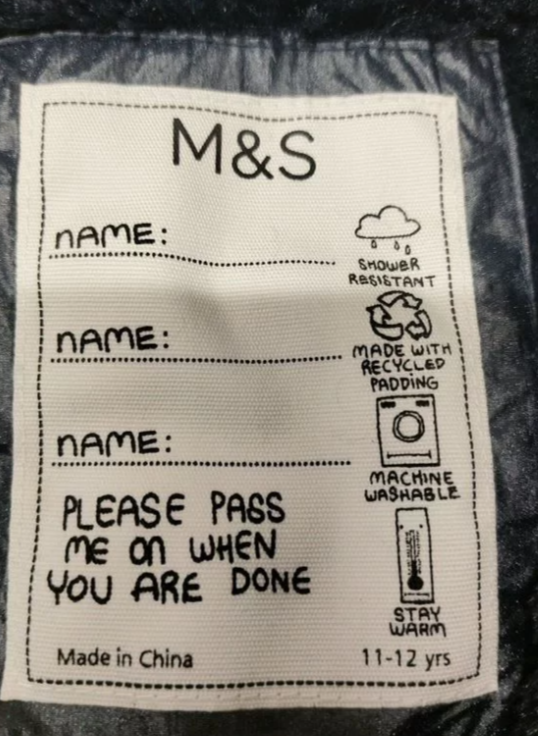 M&S
NAME:
SHOWER
RESISTANT
NAME:
MADE WITH
RECYCLED
PADDING
NAME:
MACHINE
WASHABLE
PLEASE PASS
ME ON WHEN
YOU ARE DONE
STAY
WARM
Made in China
11-12 yrs